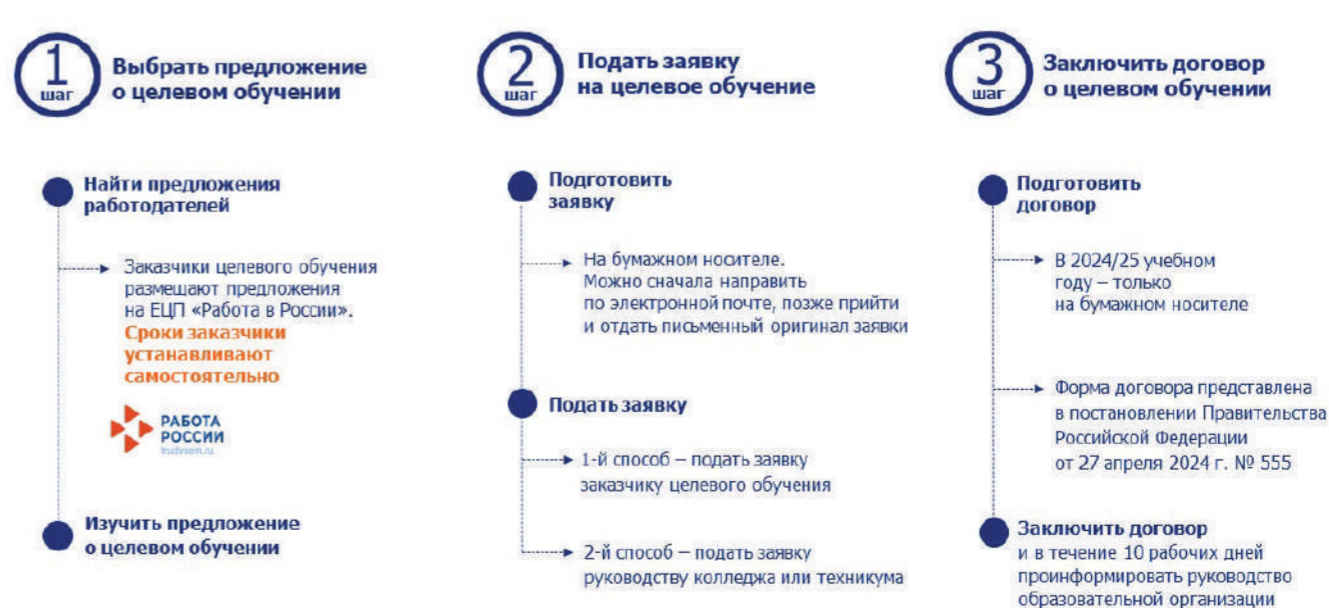 1
шаг
Выбрать предложение
о целевом обучении
Найти предложения
работодателей
Заказчики целевого обучения
размещают предложения
на ЕЦП «Работа в России».
Сроки заказчики
устанавливают
самостоятельно
РАБОТА
РОССИИ
trudvsem.ru
Изучить предложение
о целевом обучении
2
шаг
Подать заявку
на целевое обучение
Подготовить
заявку
На бумажном носителе.
Можно сначала направить
по электронной почте, позже прийти
и отдать письменный оригинал заявки
Подать заявку
1-й способ – подать заявку
заказчику целевого обучения
2-й способ – подать заявку
руководству колледжа или техникума
3
шаг
Заключить договор
о целевом обучении
Подготовить
договор
В 2024/25 учебном
году – только
на бумажном носителе
Форма договора представлена
в постановлении Правительства
Российской Федерации
от 27 апреля 2024 г. № 555
Заключить договор
и в течение 10 рабочих дней
проинформировать руководство
образовательной организации